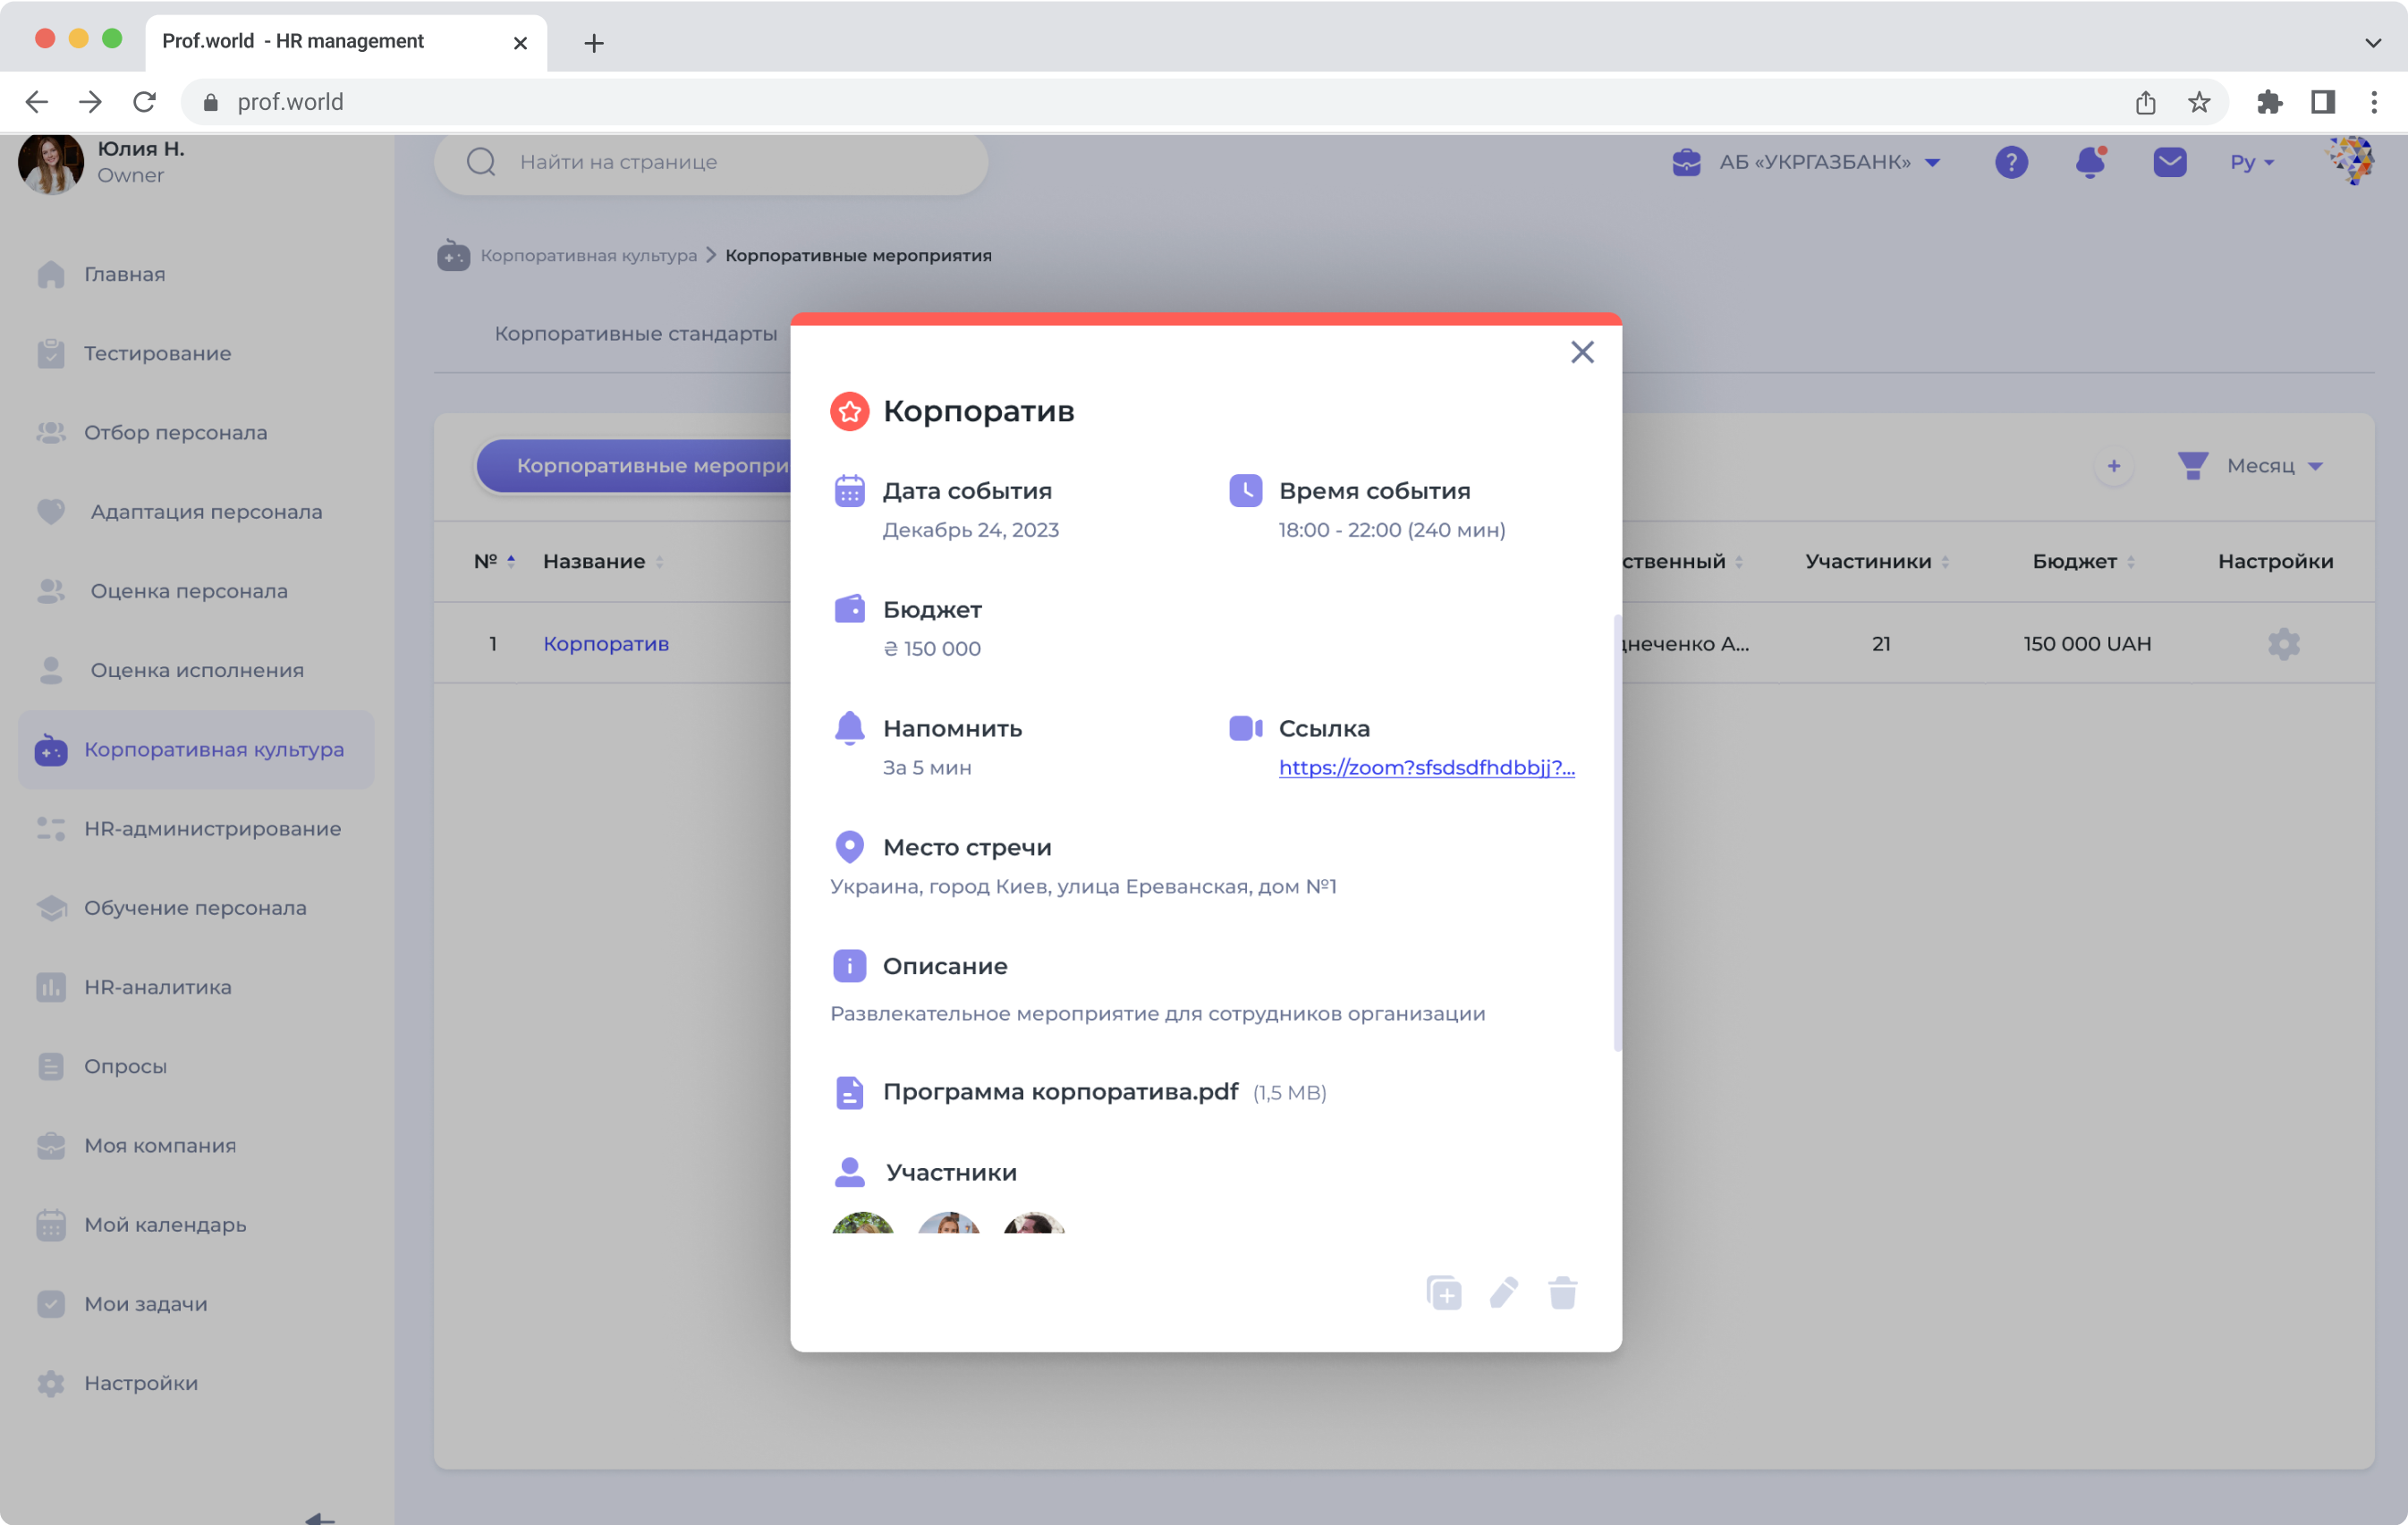 Prof.world - HR management
prof.world
Юлия Н.
Owner
Найти на странице
АБ «УКРГАЗБАНК»
Ру
Корпоративная культура
Корпоративные мероприятия
Главная
Тестирование
Отбор персонала
Адаптация персонала
Оценка персонала
Оценка исполнения
Корпоративная культура
HR-администрирование
Обучение персонала
HR-аналитика
Опросы
Моя компания
Мой календарь
Мои задачи
Настройки
Корпоративные стандарты
Корпоративные меропри
Месяц
№ Название ственный Участиники Бюджет Настройки
1 Корпоратив днеченко А... 21 150 000 UAH
Корпоратив
Дата события
Декабрь 24, 2023
Время события
18:00 - 22:00 (240 мин)
Бюджет
₴ 150 000
Напомнить
За 5 мин
Ссылка
https://zoom?sfsdsdfhdbbjj?...
Место стречи
Украина, город Киев, улица Ереванская, дом №1
Описание
Развлекательное мероприятие для сотрудников организации
Программа корпоратива.pdf (1,5 MB)
Участники